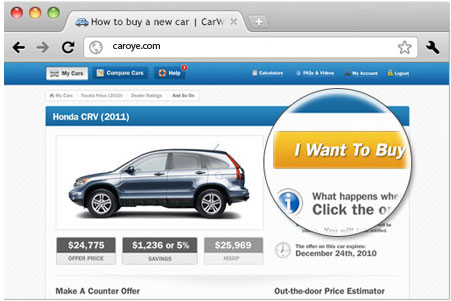 How to buy a new car | CarW
caroye.com
My Cars Compare Cars Help Calculators FAQs & Videos My Account Logout
My Cars Toyota Price (2010) Dealer Ratings And So On
Honda CRV (2011)
I Want To Buy
What happens whe
Click the o
$24,775 $1,236 or 5% $25,969
OFFER PRICE SAVINGS MSRP
The offer on this car expires:
December 24th, 2010
Make A Counter Offer Out-the-door Price Estimator